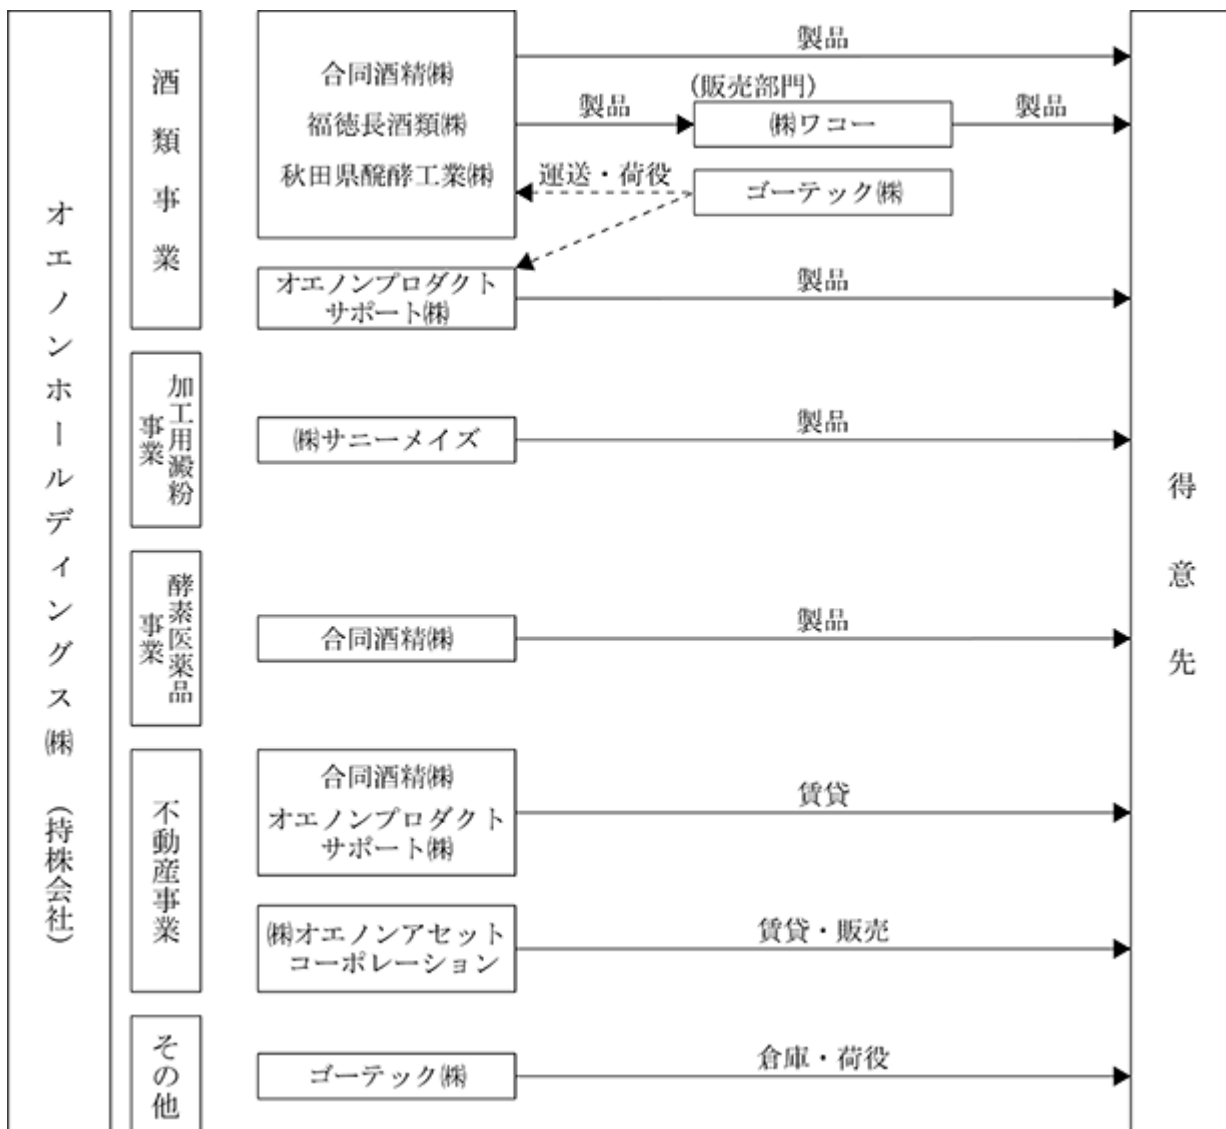 オエノンホールディングス㈱ (持株会社)
酒類事業
合同酒精㈱
福徳長酒類㈱
秋田県醗酵工業㈱
製品
製品
(販売部門)
㈱ワコー
製品
運送・荷役
ゴーテック㈱
オエノンプロダクト
サポート㈱
製品
加工用澱粉
事業
㈱サニーメイズ
製品
酵素医薬品
事業
合同酒精㈱
製品
不動産事業
合同酒精㈱
オエノンプロダクト
サポート㈱
賃貸
㈱オエノンアセット
コーポレーション
賃貸・販売
その他
ゴーテック㈱
倉庫・荷役
得意先